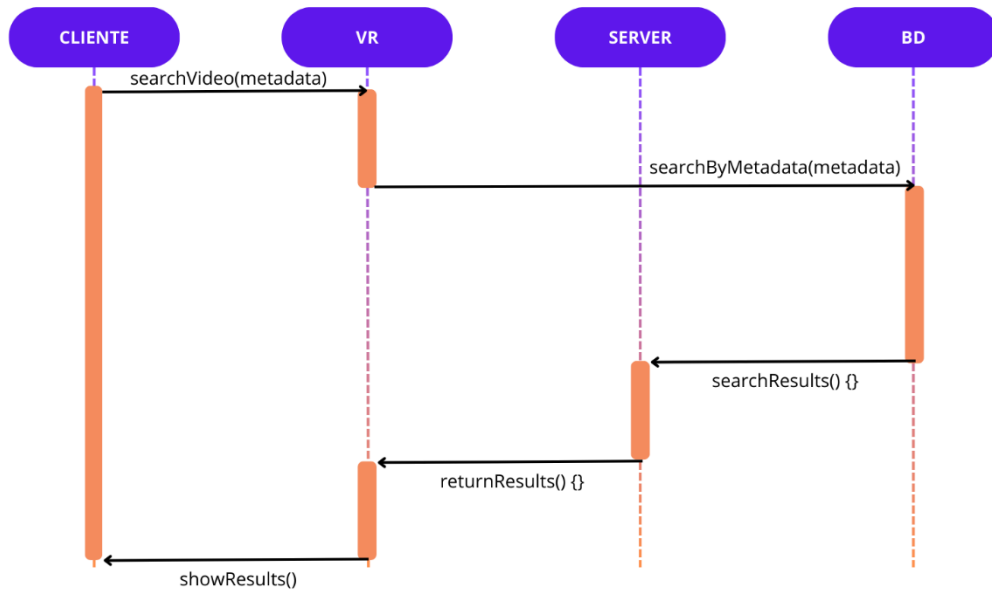 CLIENTE
VR
SERVER
BD
searchVideo(metadata)
searchByMetadata(metadata)
searchResults() {}
returnResults() {}
showResults()